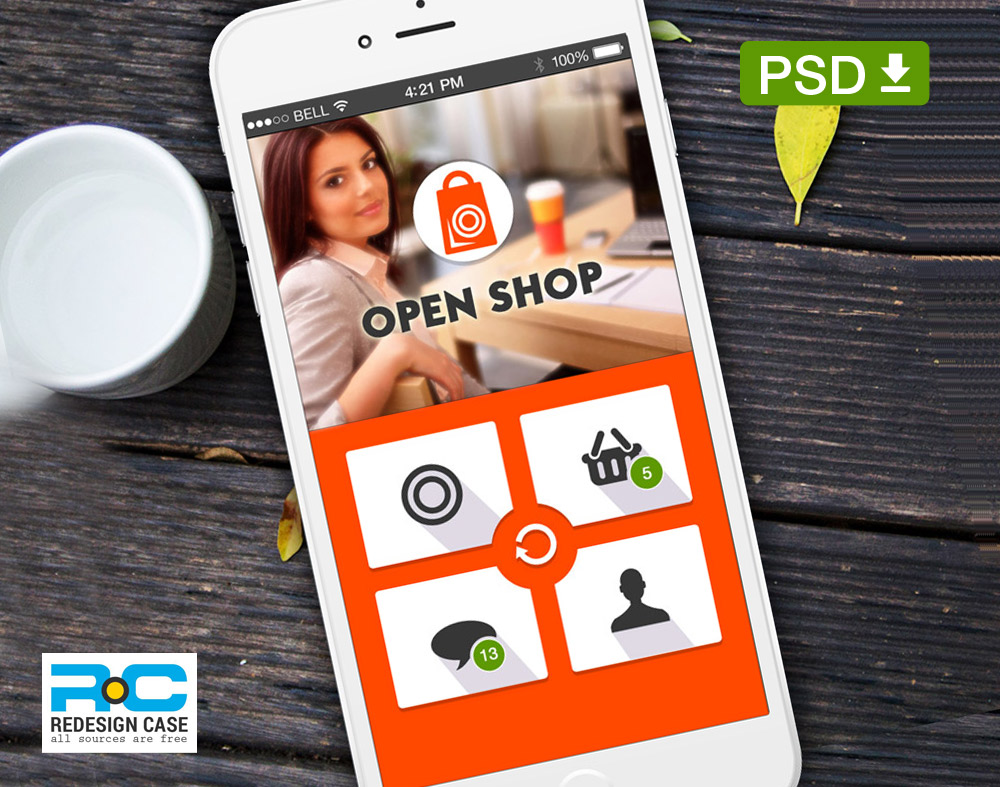 ●●●○○ BELL
4:21 PM
100%
PSD
OPEN SHOP
5
13
RC
REDESIGN CASE
all sources are free